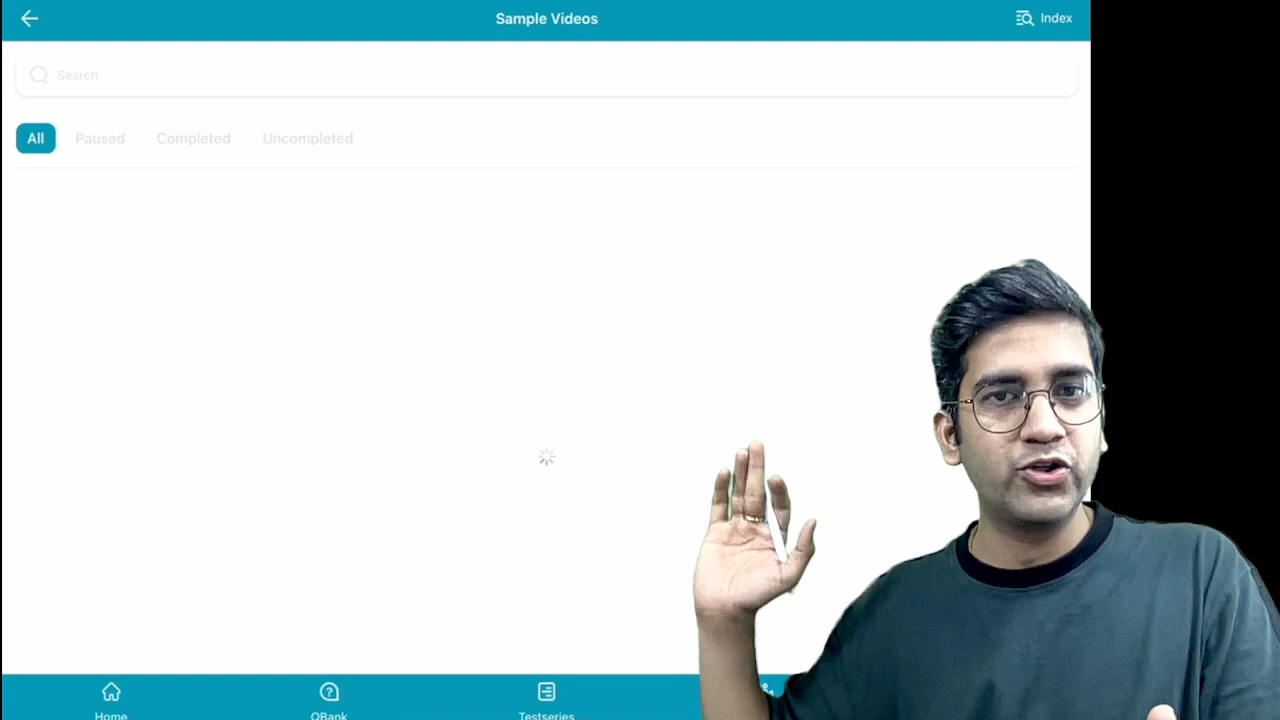 Sample Videos
Index
Search
All Paused Completed Uncompleted
Home QBank Testseries